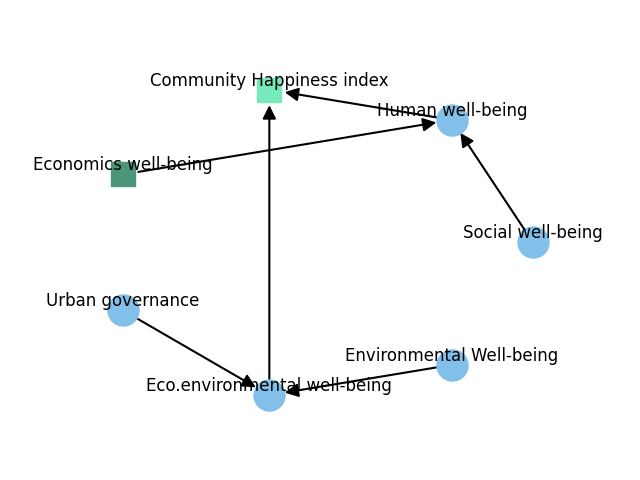 Community Happiness index
Human well-being
Economics well-being
Social well-being
Urban governance
Environmental Well-being
Eco.environmental well-being